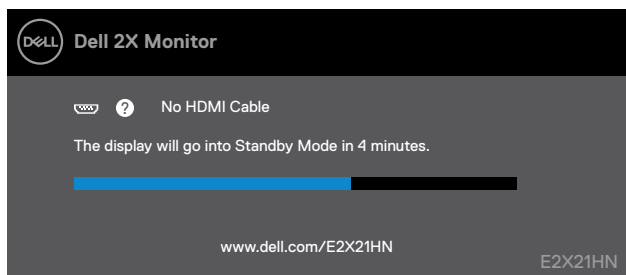 DELL Dell 2X Monitor
? No HDMI Cable
The display will go into Standby Mode in 4 minutes.
www.dell.com/E2X21HN
E2X21HN